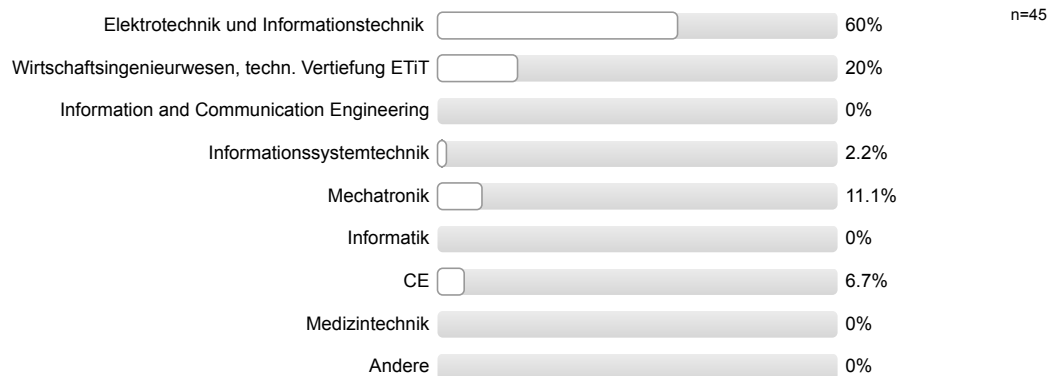 Elektrotechnik und Informationstechnik 60% n=45
Wirtschaftsingenieurwesen, techn. Vertiefung ETiT 20%
Information and Communication Engineering 0%
Informationssystemtechnik 2.2%
Mechatronik 11.1%
Informatik 0%
CE 6.7%
Medizintechnik 0%
Andere 0%